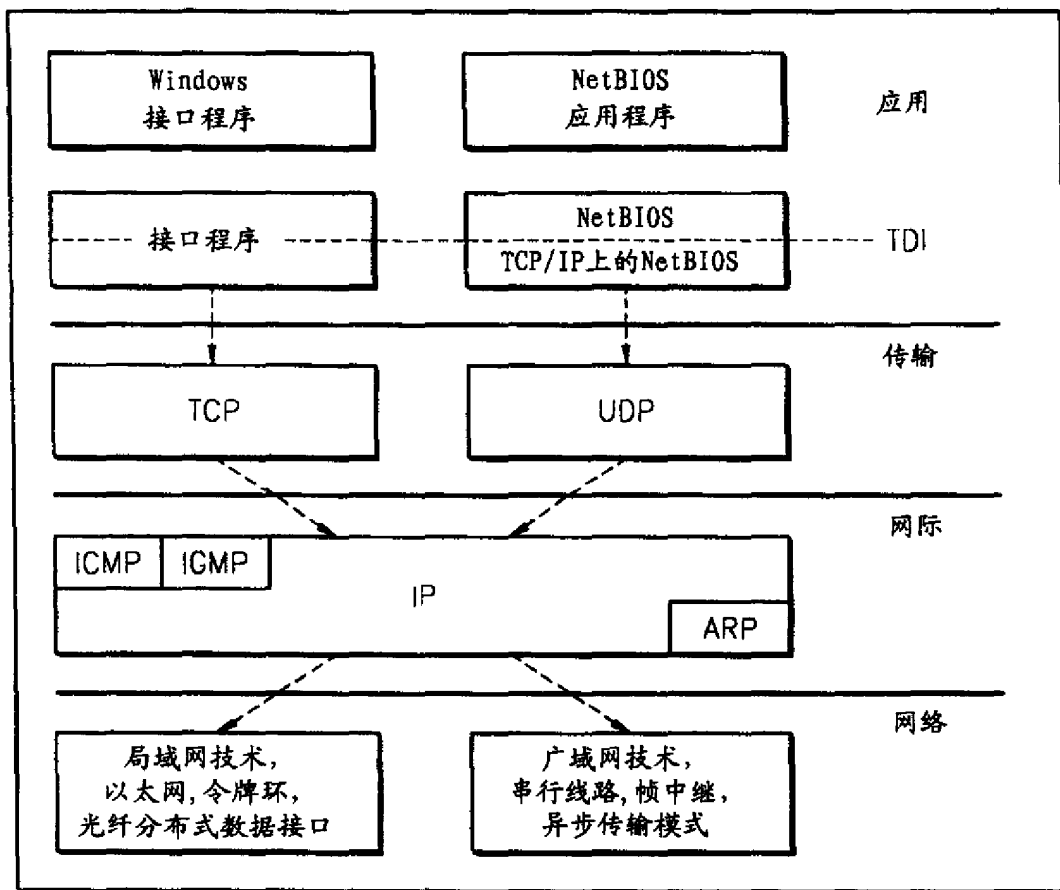 Windows
接口程序
NetBIOS
应用程序
应用
接口程序
NetBIOS
TCP/IP上的NetBIOS
TDI
传输
TCP
UDP
网际
ICMP
IGMP
IP
ARP
网络
局域网技术,
以太网,令牌环,
光纤分布式数据接口
广域网技术,
串行线路,帧中继,
异步传输模式